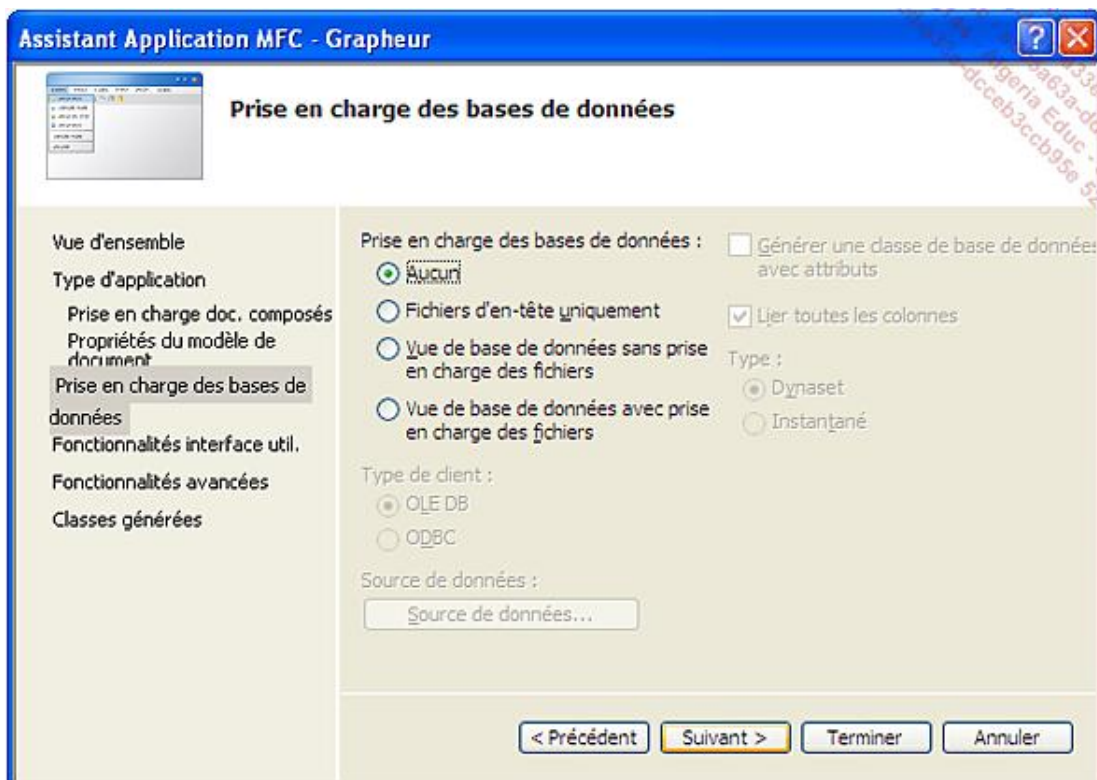 Assistant Application MFC - Grapheur
Prise en charge des bases de données
Vue d'ensemble
Type d'application
Prise en charge doc. composés
Propriétés du modèle de
document
Prise en charge des bases de
données
Fonctionnalités interface util.
Fonctionnalités avancées
Classes générées
Prise en charge des bases de données :
Aucun
Fichiers d'en-tête uniquement
Vue de base de données sans prise
en charge des fichiers
Vue de base de données avec prise
en charge des fichiers
Type de client :
OLE DB
ODBC
Source de données :
Source de données...
Générer une classe de base de données
avec attributs
Lier toutes les colonnes
Type :
Dynaset
Instantané
< Précédent
Suivant >
Terminer
Annuler